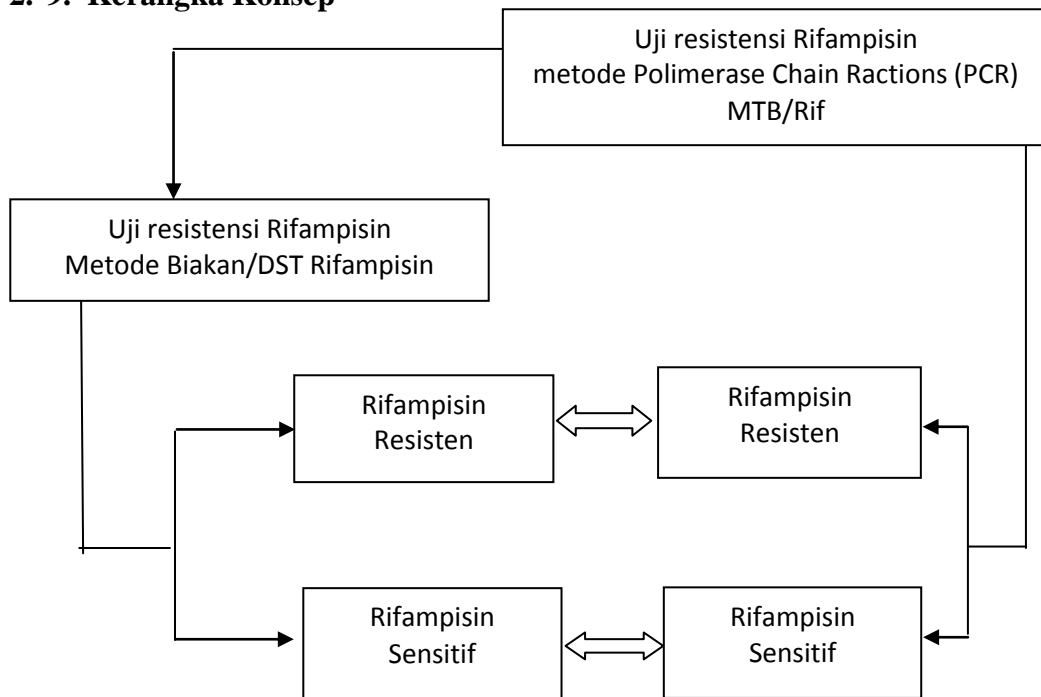 2. 9. Kerangka Konsep
Uji resistensi Rifampisin
metode Polimerase Chain Ractions (PCR)
MTB/Rif
Uji resistensi Rifampisin
Metode Biakan/DST Rifampisin
Rifampisin
Resisten
Rifampisin
Resisten
Rifampisin
Sensitif
Rifampisin
Sensitif